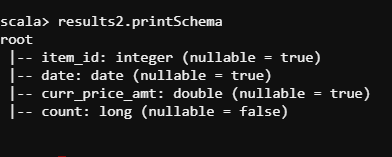 scala> results2.printSchema
root
 |-- item_id: integer (nullable = true)
 |-- date: date (nullable = true)
 |-- curr_price_amt: double (nullable = true)
 |-- count: long (nullable = false)